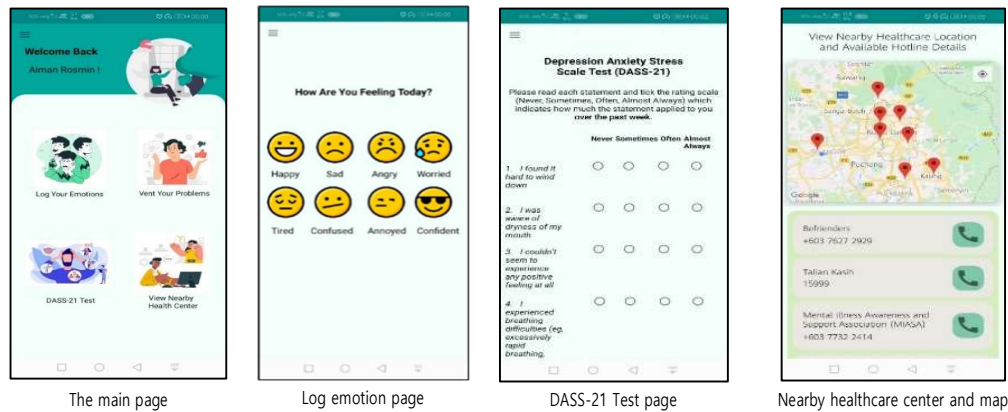 Welcome Back
Aiman Rosmin !
Log Your Emotions
Vent Your Problems
DASS-21 Test
View Nearby
Health Center
The main page
How Are You Feeling Today?
Happy Sad Angry Worried
Tired Confused Annoyed Confident
Log emotion page
Depression Anxiety Stress
Scale Test (DASS-21)
Please read each statement and tick the rating scale
(Never, Sometimes, Often, Almost Always) which
indicates how much the statement applied to you
over the past week.
Never Sometimes Often Almost
Always
1. I found it
hard to wind
down
2. I was
aware of
dryness of my
mouth
3. I couldn't
seem to
experience
any positive
feeling at all
4. I
experienced
breathing
difficulties (eg,
excessively
rapid
breathing,
DASS-21 Test page
View Nearby Healthcare Location
and Available Hotline Details
Rawang
Puchong
Kajang
Semenyih
Google
Befrienders
+603 7627 2929
Talian Kasih
15999
Mental Illness Awareness and
Support Association (MIASA)
+603 7732 2414
Nearby healthcare center and map